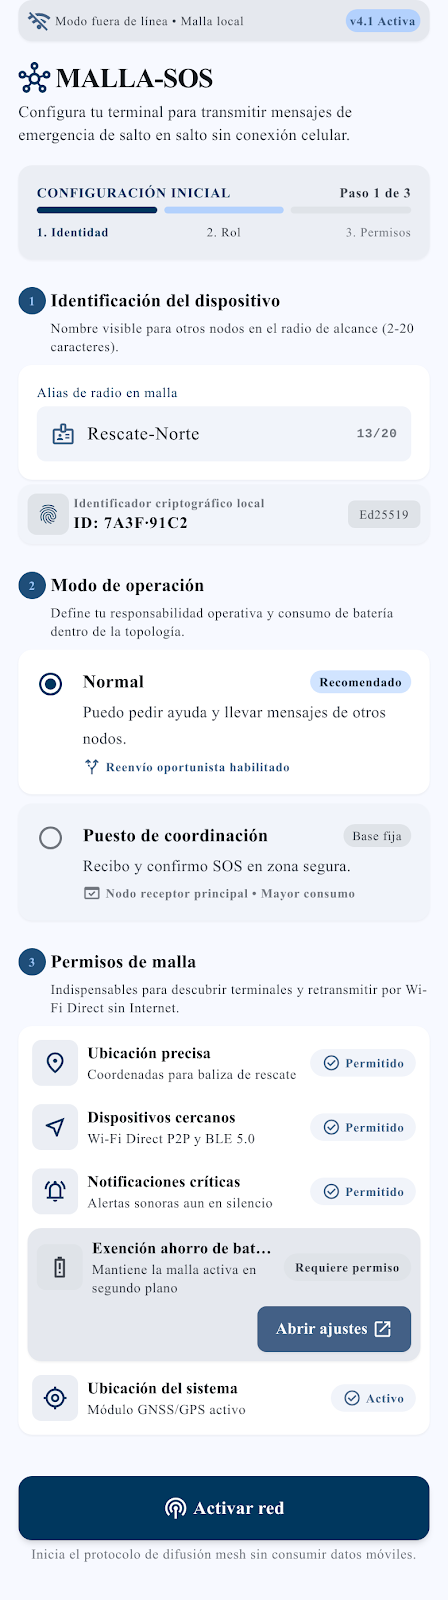 Modo fuera de línea • Malla local
v4.1 Activa
MALLA-SOS
Configura tu terminal para transmitir mensajes de
emergencia de salto en salto sin conexión celular.
CONFIGURACIÓN INICIAL
Paso 1 de 3
1. Identidad
2. Rol
3. Permisos
1
Identificación del dispositivo
Nombre visible para otros nodos en el radio de alcance (2-20
caracteres).
Alias de radio en malla
Rescate-Norte
13/20
Identificador criptográfico local
ID: 7A3F·91C2
Ed25519
2
Modo de operación
Define tu responsabilidad operativa y consumo de batería
dentro de la topología.
Normal
Recomendado
Puedo pedir ayuda y llevar mensajes de otros
nodos.
Reenvío oportunista habilitado
Puesto de coordinación
Base fija
Recibo y confirmo SOS en zona segura.
Nodo receptor principal • Mayor consumo
3
Permisos de malla
Indispensables para descubrir terminales y retransmitir por Wi-
Fi Direct sin Internet.
Ubicación precisa
Coordenadas para baliza de rescate
Permitido
Dispositivos cercanos
Wi-Fi Direct P2P y BLE 5.0
Permitido
Notificaciones críticas
Alertas sonoras aun en silencio
Permitido
Exención ahorro de bat...
Mantiene la malla activa en
segundo plano
Requiere permiso
Abrir ajustes
Ubicación del sistema
Módulo GNSS/GPS activo
Activo
Activar red
Inicia el protocolo de difusión mesh sin consumir datos móviles.